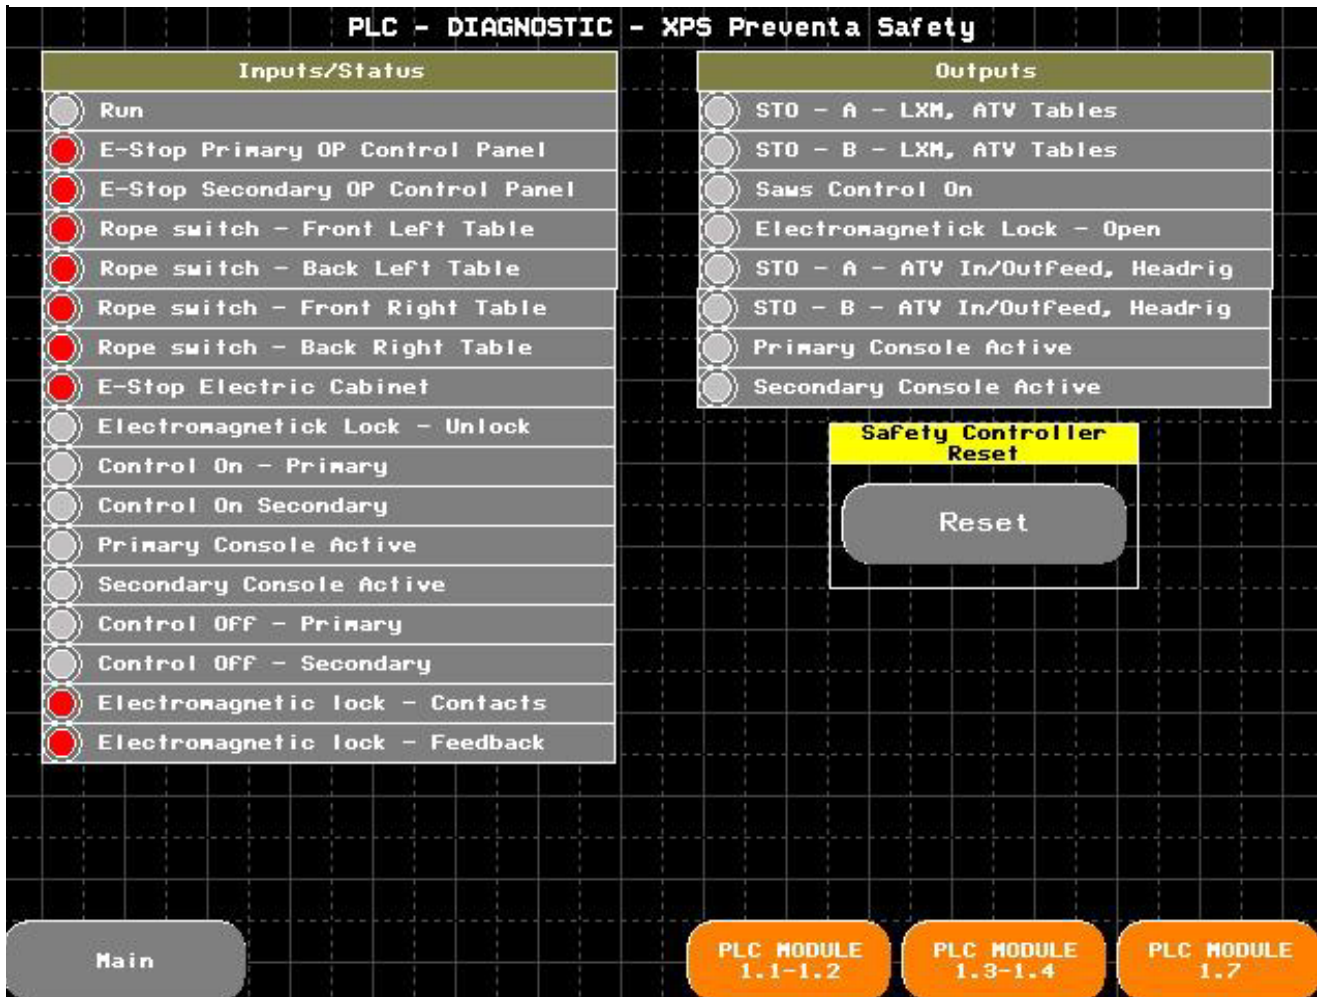 PLC - DIAGNOSTIC - XPS Preventa Safety
Inputs/Status
Run
E-Stop Primary OP Control Panel
E-Stop Secondary OP Control Panel
Rope switch - Front Left Table
Rope switch - Back Left Table
Rope switch - Front Right Table
Rope switch - Back Right Table
E-Stop Electric Cabinet
Electromagnetick Lock - Unlock
Control On - Primary
Control On Secondary
Primary Console Active
Secondary Console Active
Control Off - Primary
Control Off - Secondary
Electromagnetic lock - Contacts
Electromagnetic lock - Feedback
Outputs
STO - A - LXM, ATV Tables
STO - B - LXM, ATV Tables
Saws Control On
Electromagnetick Lock - Open
STO - A - ATV In/Outfeed, Headrig
STO - B - ATV In/Outfeed, Headrig
Primary Console Active
Secondary Console Active
Safety Controller
Reset
Reset
Main
PLC MODULE
1.1-1.2
PLC MODULE
1.3-1.4
PLC MODULE
1.7